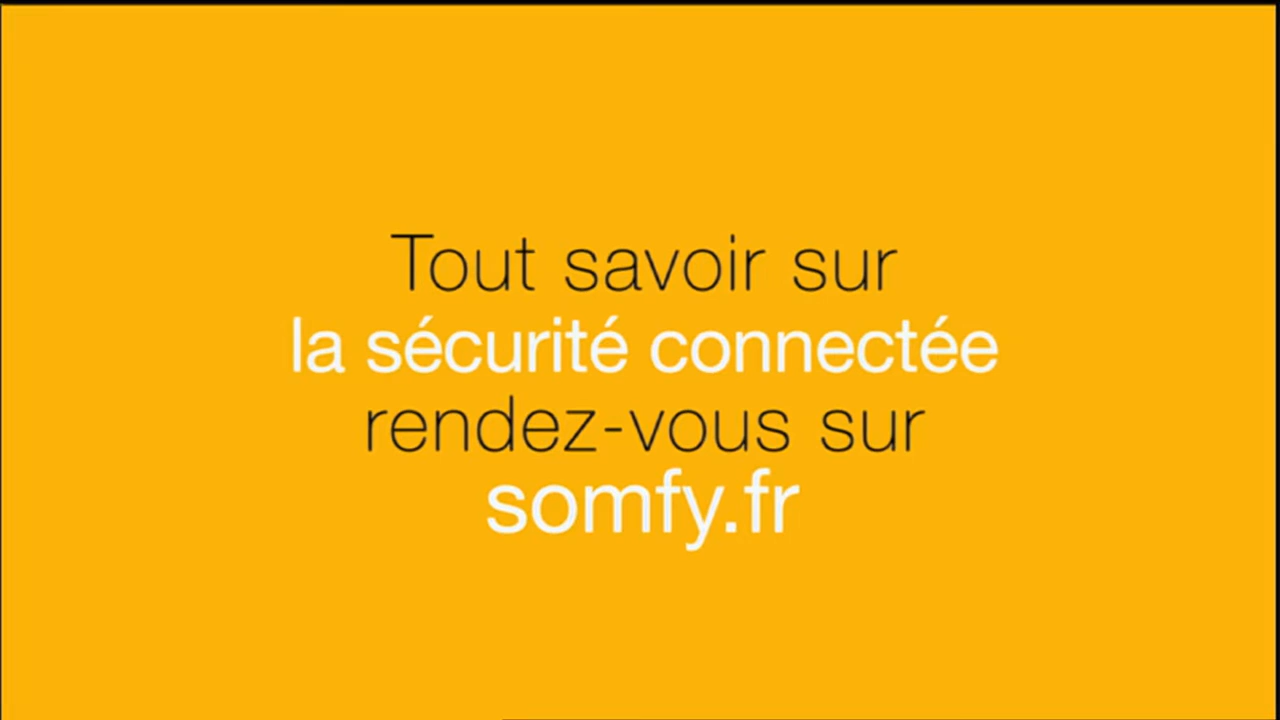 Tout savoir sur
la sécurité connectée
rendez-vous sur
somfy.fr